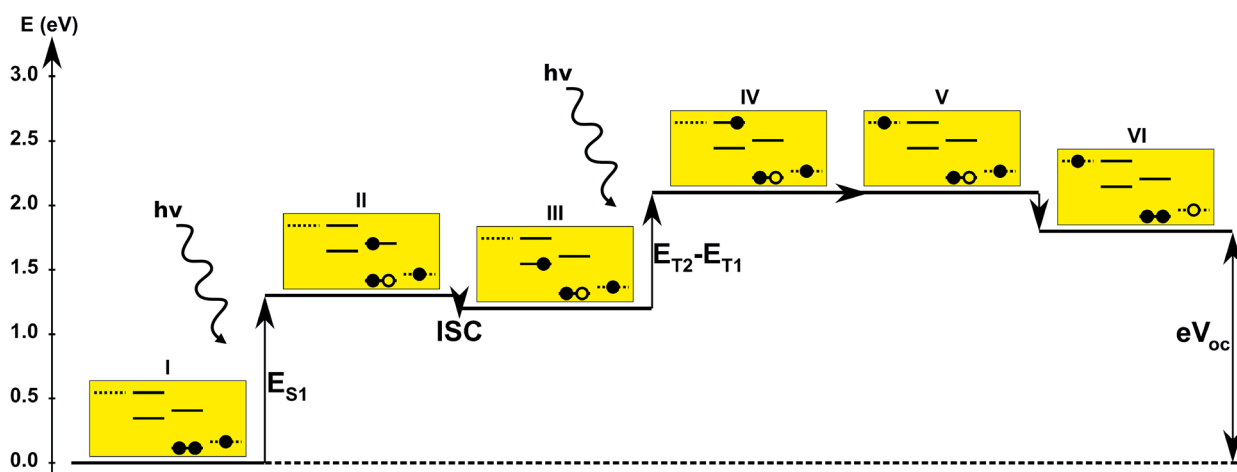 E (eV)
3.0
2.5
2.0
1.5
1.0
0.5
0.0
hν
hν
I
II
III
IV
V
VI
E_S1
ISC
E_T2-E_T1
eV_oc